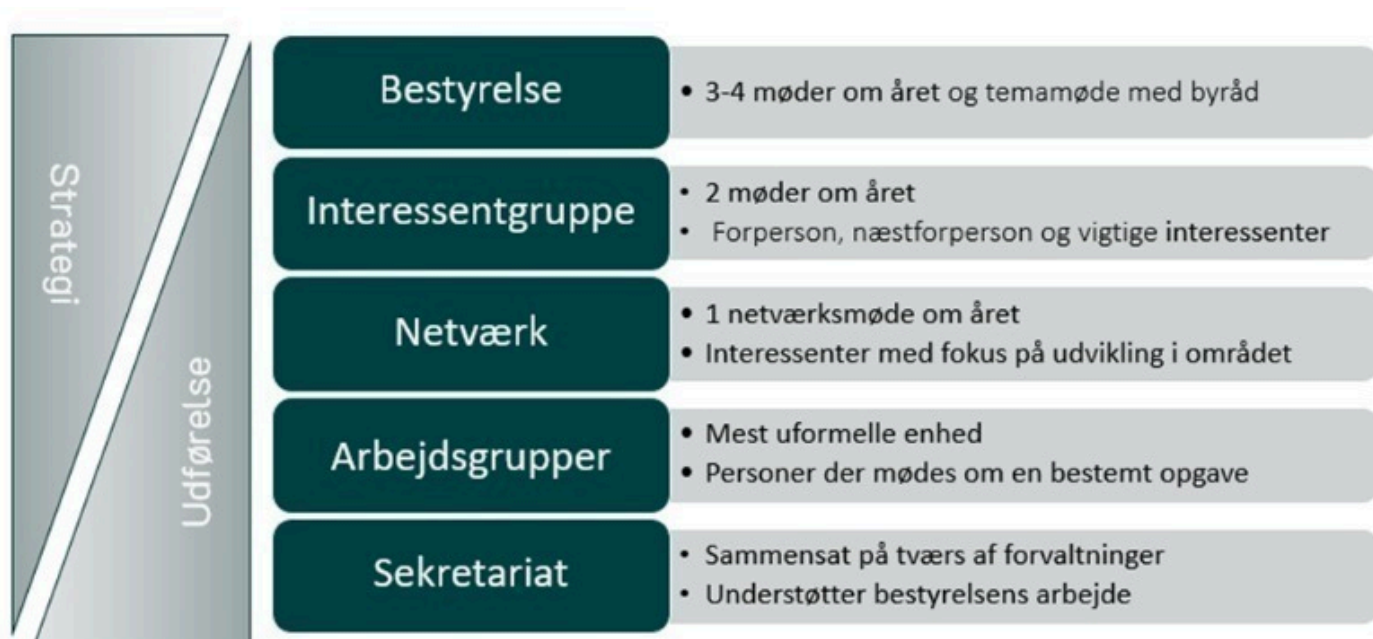 Strategi
Udførelse
Bestyrelse
• 3-4 møder om året og temamøde med byråd
Interessentgruppe
• 2 møder om året
• Forperson, næstforperson og vigtige interessenter
Netværk
• 1 netværksmøde om året
• Interessenter med fokus på udvikling i området
Arbejdsgrupper
• Mest uformelle enhed
• Personer der mødes om en bestemt opgave
Sekretariat
• Sammensat på tværs af forvaltninger
• Understøtter bestyrelsens arbejde